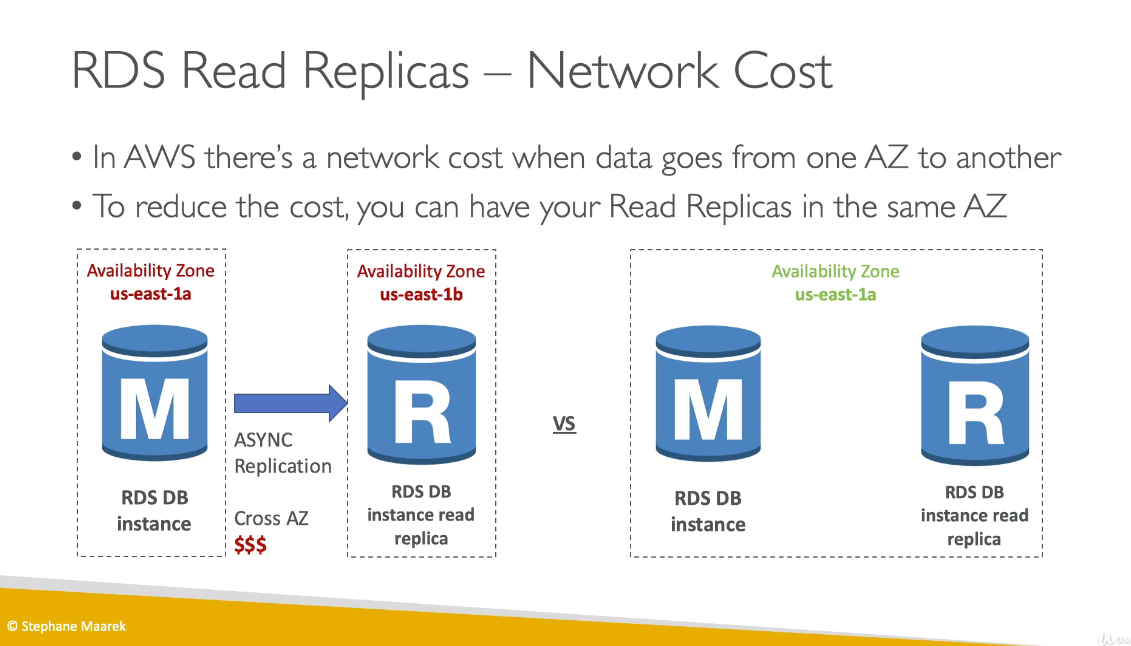 RDS Read Replicas – Network Cost
• In AWS there's a network cost when data goes from one AZ to another
• To reduce the cost, you can have your Read Replicas in the same AZ
Availability Zone
us-east-1a
M
RDS DB
instance
ASYNC
Replication
Cross AZ
$$$
Availability Zone
us-east-1b
R
RDS DB
instance read
replica
VS
Availability Zone
us-east-1a
M
RDS DB
instance
R
RDS DB
instance read
replica
© Stephane Maarek